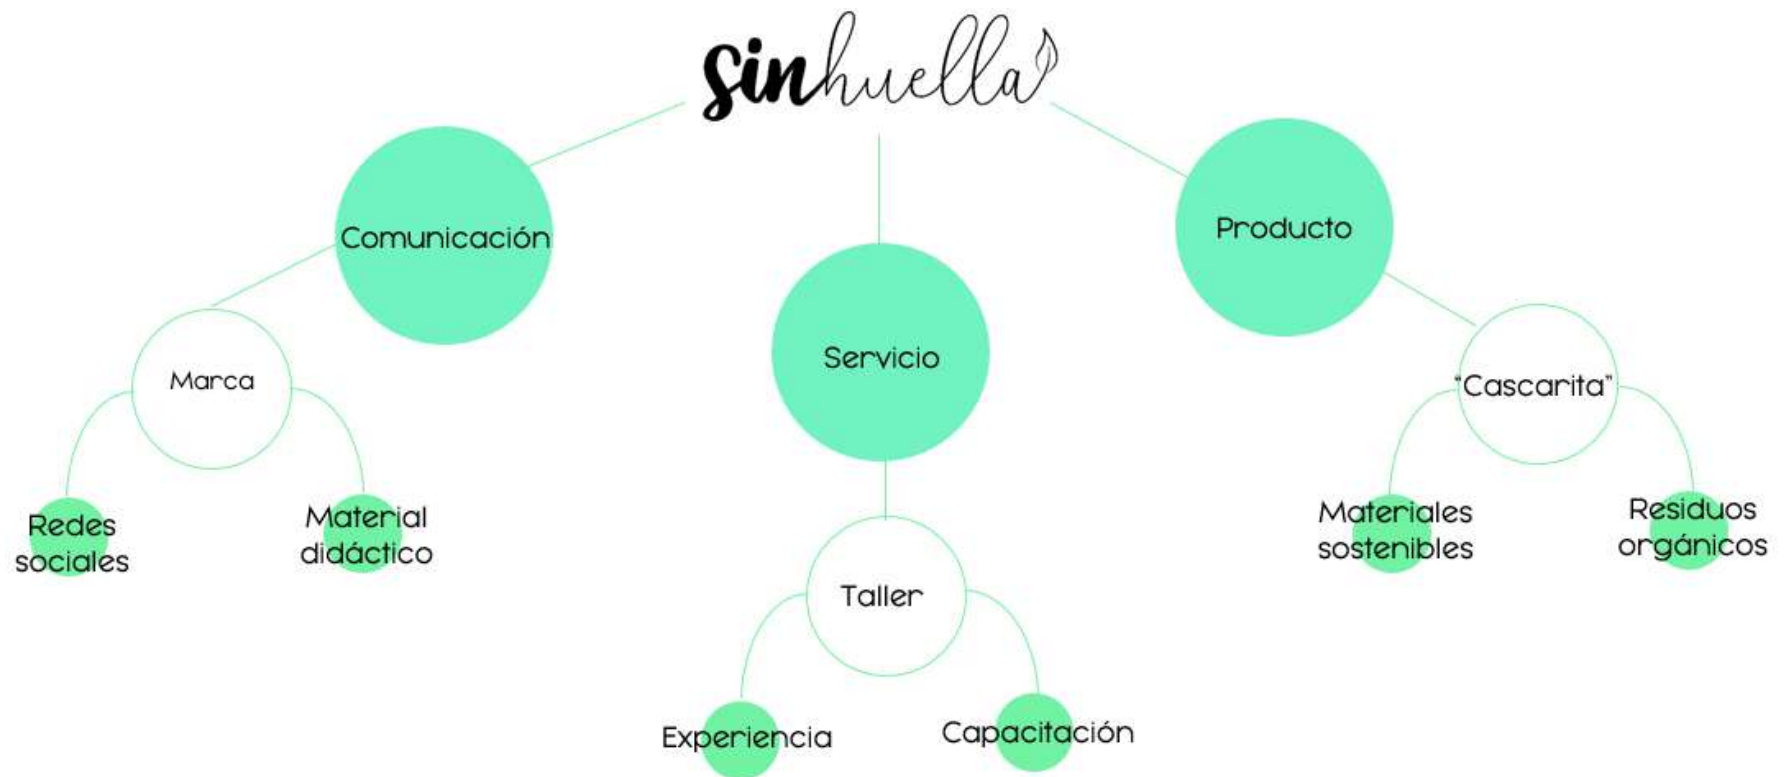 sinhuella
Comunicación
Producto
Servicio
Marca
"Cascarita"
Redes
sociales
Material
didáctico
Materiales
sostenibles
Residuos
orgánicos
Taller
Experiencia
Capacitación